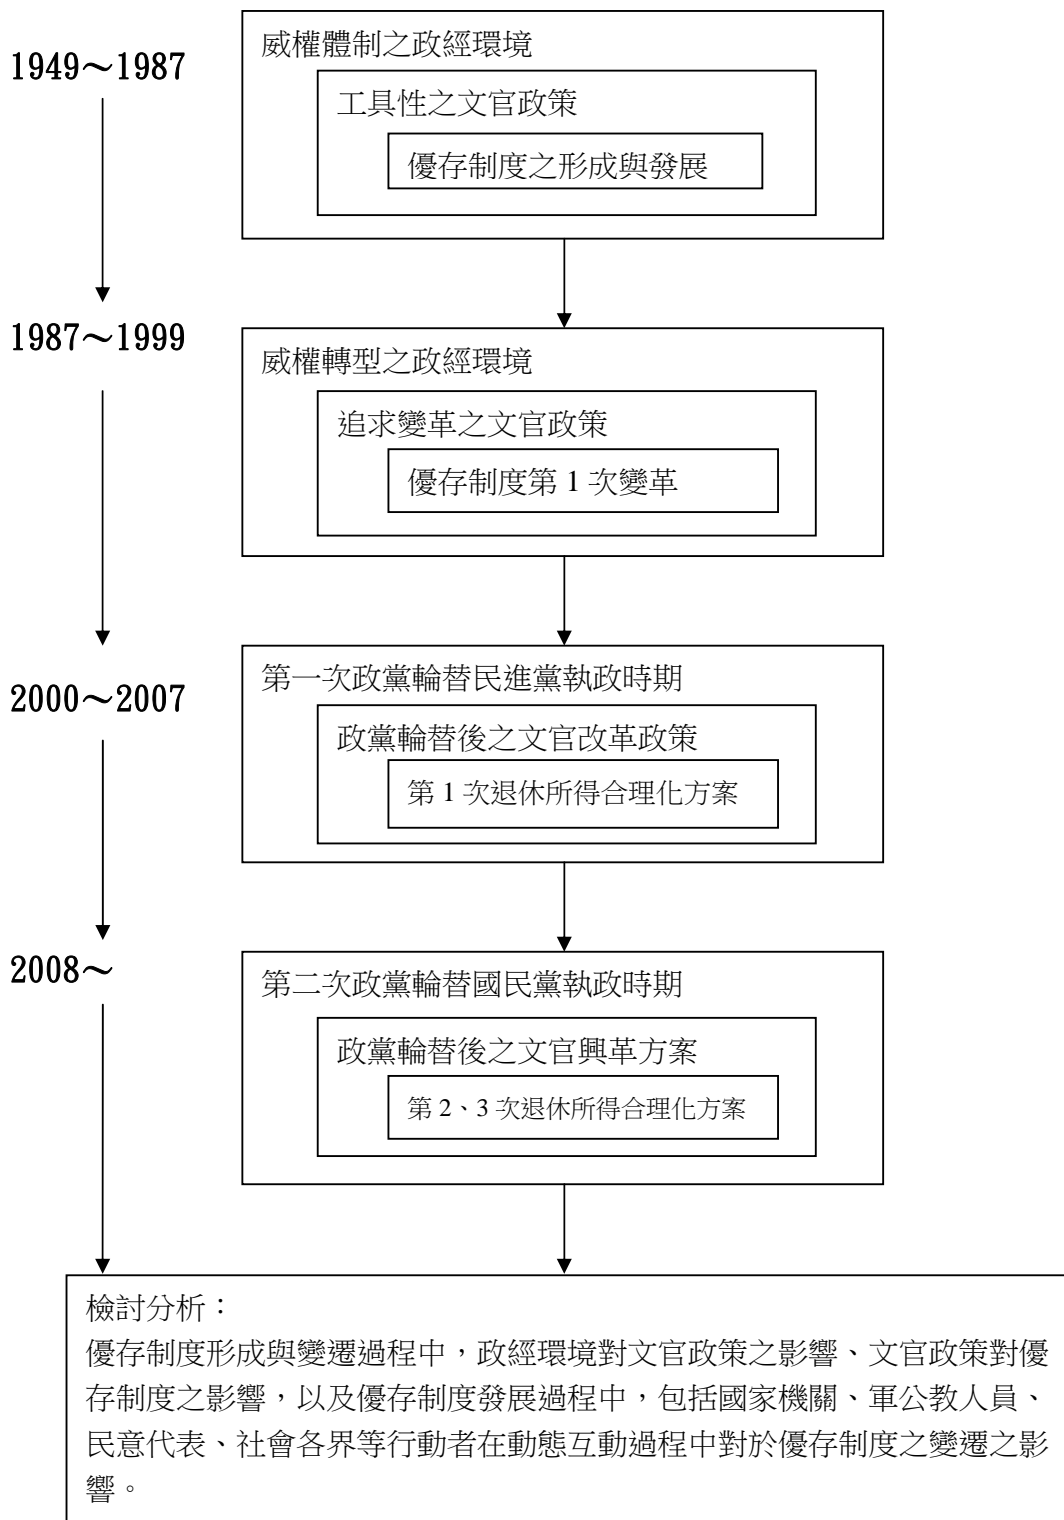 1949～1987
威權體制之政經環境
工具性之文官政策
優存制度之形成與發展
1987～1999
威權轉型之政經環境
追求變革之文官政策
優存制度第 1 次變革
2000～2007
第一次政黨輪替民進黨執政時期
政黨輪替後之文官改革政策
第 1 次退休所得合理化方案
2008～
第二次政黨輪替國民黨執政時期
政黨輪替後之文官興革方案
第 2、3 次退休所得合理化方案
檢討分析：
優存制度形成與變遷過程中，政經環境對文官政策之影響、文官政策對優
存制度之影響，以及優存制度發展過程中，包括國家機關、軍公教人員、
民意代表、社會各界等行動者在動態互動過程中對於優存制度之變遷之影
響。